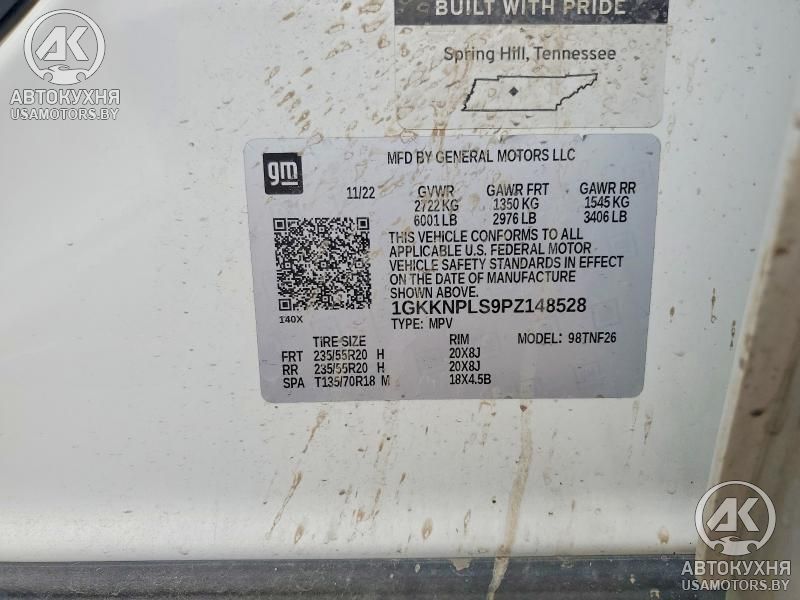 BUILT WITH PRIDE
Spring Hill, Tennessee
AK
АВТОКУХНЯ
USAMOTORS.BY
gm
MFD BY GENERAL MOTORS LLC
11/22 GVWR GAWR FRT GAWR RR
2722 KG 1350 KG 1545 KG
6001 LB 2976 LB 3406 LB
THIS VEHICLE CONFORMS TO ALL
APPLICABLE U.S. FEDERAL MOTOR
VEHICLE SAFETY STANDARDS IN EFFECT
ON THE DATE OF MANUFACTURE
SHOWN ABOVE.
140X
1GKKNPLS9PZ148528
TYPE: MPV MODEL: 98TNF26
TIRE SIZE RIM
FRT 235/55R20 H 20X8J
RR 235/55R20 H 20X8J
SPA T135/70R18 M 18X4.5B
AK
АВТОКУХНЯ
USAMOTORS.BY